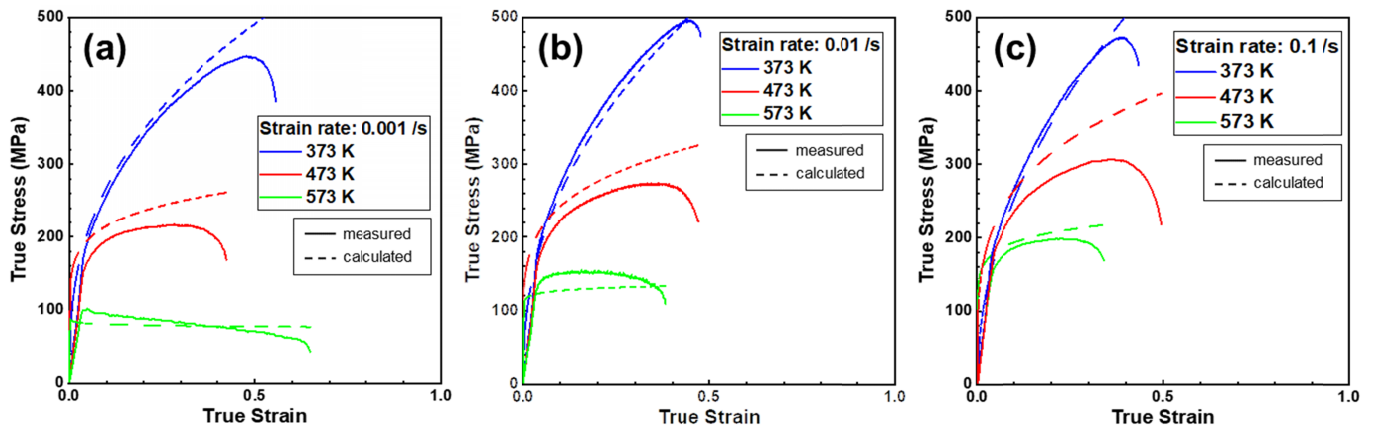 (a)
Strain rate: 0.001 /s
373 K
473 K
573 K
measured
calculated
True Stress (MPa)
500
400
300
200
100
0
0.0
0.5
1.0
True Strain
(b)
Strain rate: 0.01 /s
373 K
473 K
573 K
measured
calculated
True Stress (MPa)
500
400
300
200
100
0
0.0
0.5
1.0
True Strain
(c)
Strain rate: 0.1 /s
373 K
473 K
573 K
measured
calculated
True Stress (MPa)
500
400
300
200
100
0
0.0
0.5
1.0
True Strain